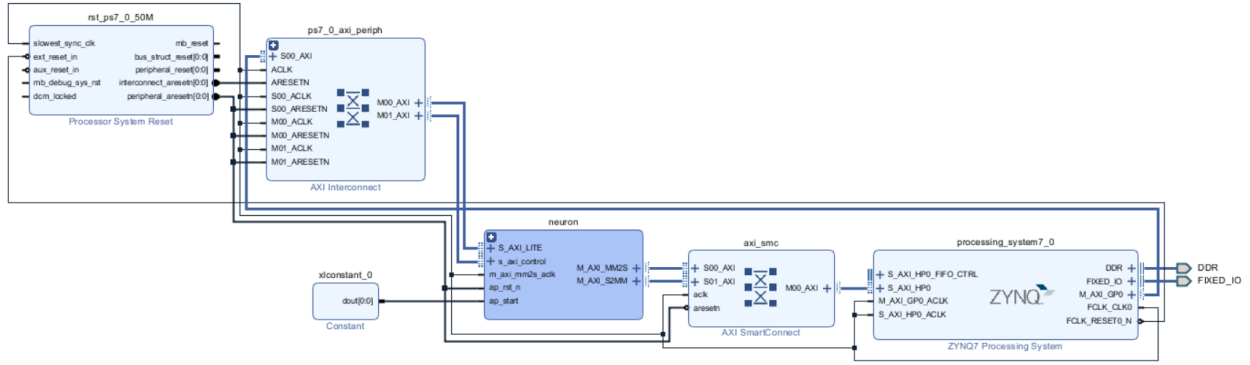 rst_ps7_0_50M
slowest_sync_clk
mb_reset
ext_reset_in
bus_struct_reset[0:0]
aux_reset_in
peripheral_reset[0:0]
mb_debug_sys_rst
interconnect_aresetn[0:0]
dcm_locked
peripheral_aresetn[0:0]
Processor System Reset
ps7_0_axi_periph
S00_AXI
ACLK
ARESETN
S00_ACLK
S00_ARESETN
M00_ACLK
M00_ARESETN
M01_ACLK
M01_ARESETN
M00_AXI
M01_AXI
AXI Interconnect
xlconstant_0
dout[0:0]
Constant
neuron
S_AXI_LITE
s_axi_control
m_axi_mm2s_aclk
ap_rst_n
ap_start
M_AXI_MM2S
M_AXI_S2MM
axi_smc
S00_AXI
S01_AXI
aclk
aresetn
M00_AXI
AXI SmartConnect
processing_system7_0
S_AXI_HP0_FIFO_CTRL
S_AXI_HP0
M_AXI_GP0_ACLK
S_AXI_HP0_ACLK
ZYNQ
DDR
FIXED_IO
M_AXI_GP0
FCLK_CLK0
FCLK_RESET0_N
ZYNQ7 Processing System
DDR
FIXED_IO